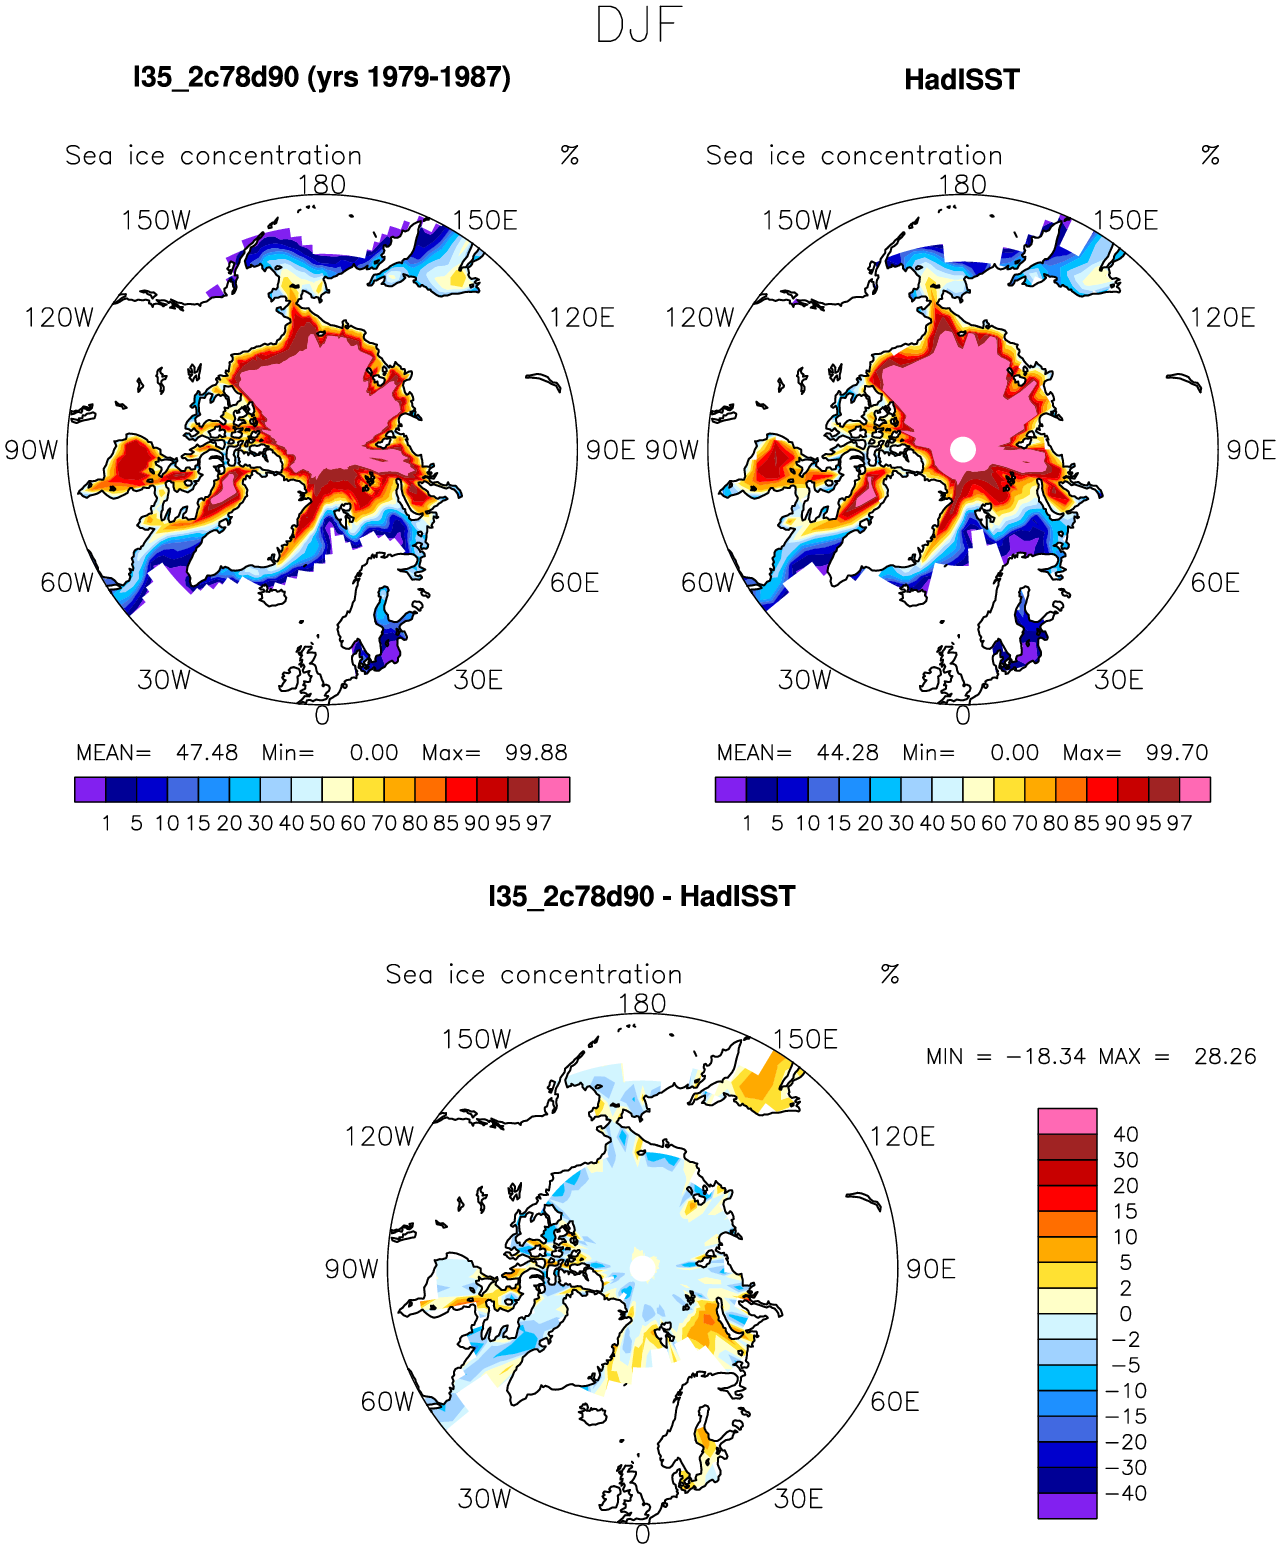 DJF
I35_2c78d90 (yrs 1979-1987)
Sea ice concentration %
180
150W 150E
120W 120E
90W 90E
60W 60E
30W 30E
0
MEAN= 47.48 Min= 0.00 Max= 99.88
1 5 10 15 20 30 40 50 60 70 80 85 90 95 97
HadISST
Sea ice concentration %
180
150W 150E
120W 120E
90W 90E
60W 60E
30W 30E
0
MEAN= 44.28 Min= 0.00 Max= 99.70
1 5 10 15 20 30 40 50 60 70 80 85 90 95 97
I35_2c78d90 - HadISST
Sea ice concentration %
180
150W 150E
120W 120E
90W 90E
60W 60E
30W 30E
0
MIN = −18.34 MAX = 28.26
40
30
20
15
10
5
2
0
−2
−5
−10
−15
−20
−30
−40